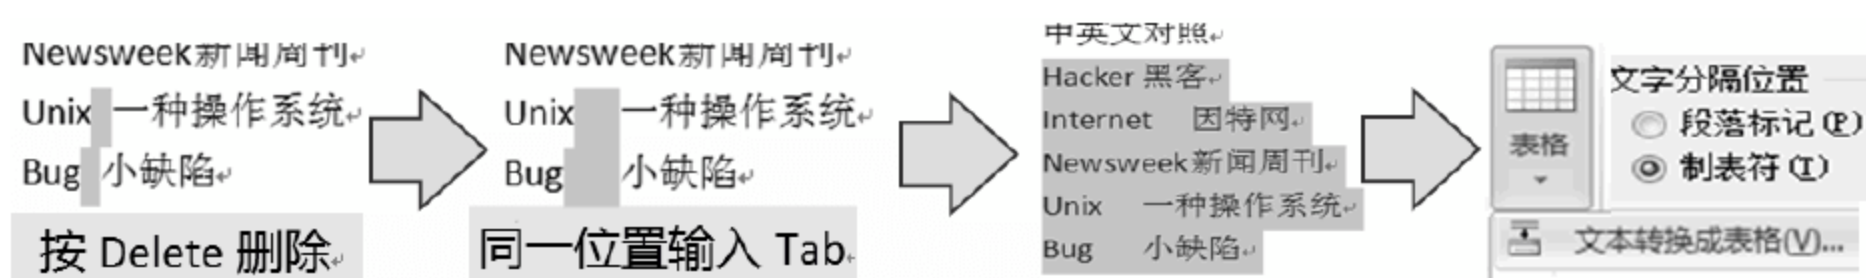 Newsweek新闻周刊
Unix 一种操作系统
Bug 小缺陷
按 Delete 删除
Newsweek新闻周刊
Unix 一种操作系统
Bug 小缺陷
同一位置输入 Tab
中英文对照
Hacker 黑客
Internet 因特网
Newsweek新闻周刊
Unix 一种操作系统
Bug 小缺陷
表格
文字分隔位置
段落标记(P)
制表符(T)
文本转换成表格(V)...